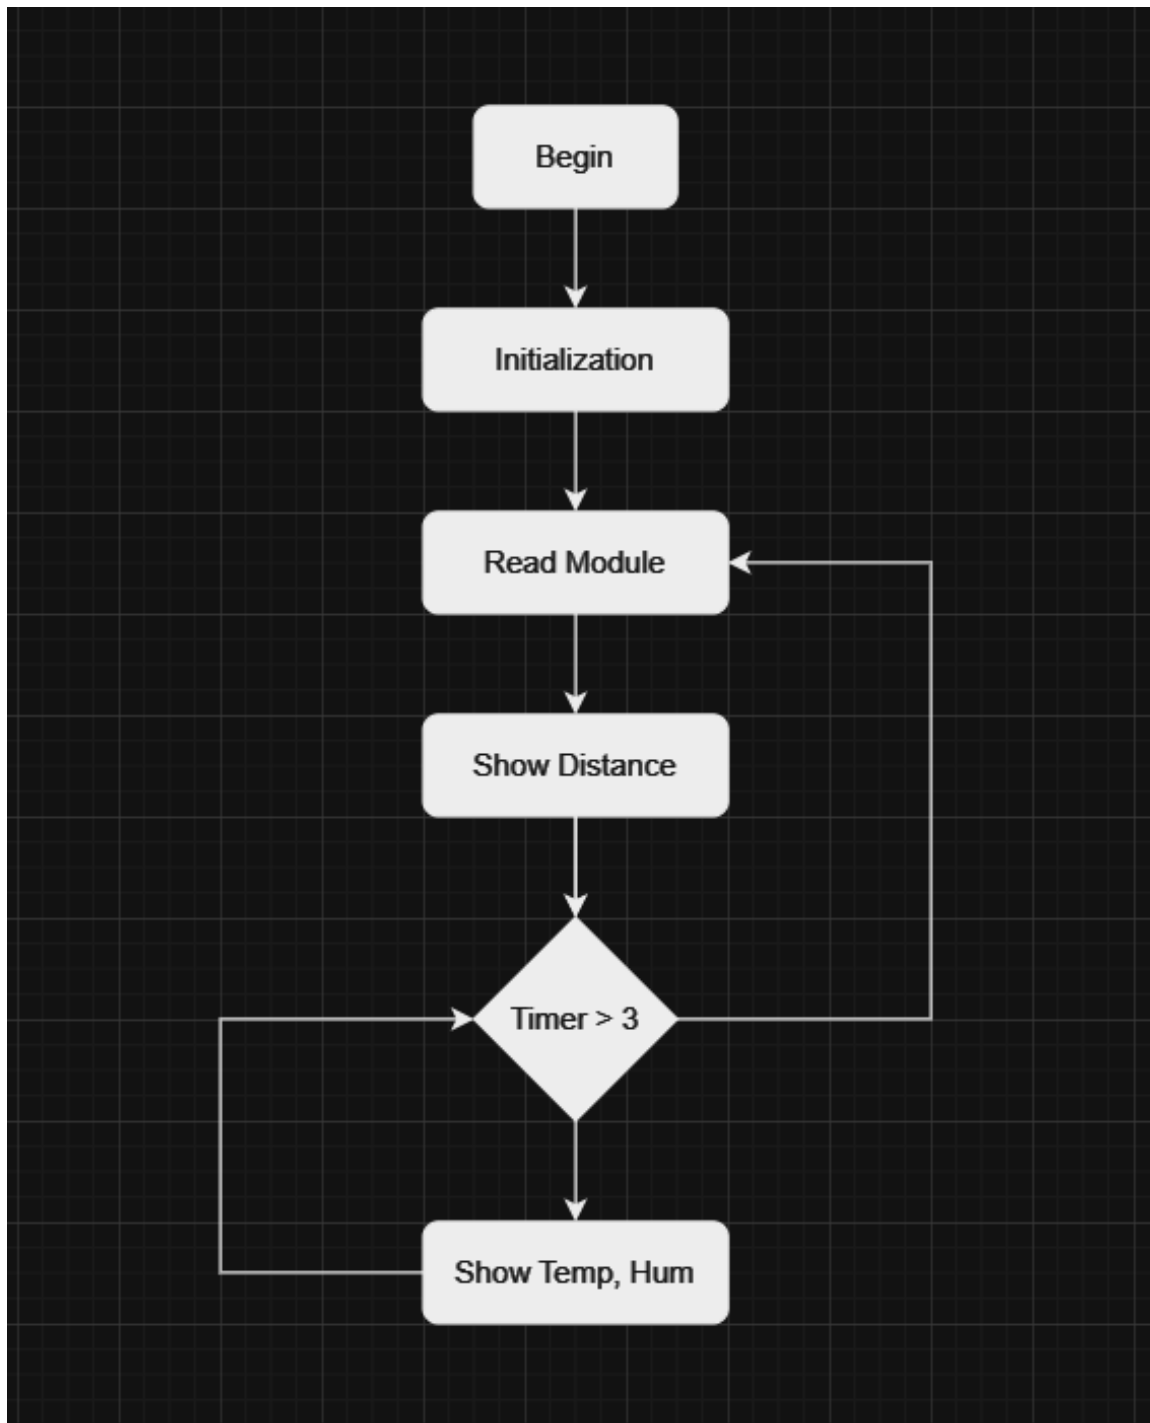 Begin
Initialization
Read Module
Show Distance
Timer > 3
Show Temp, Hum